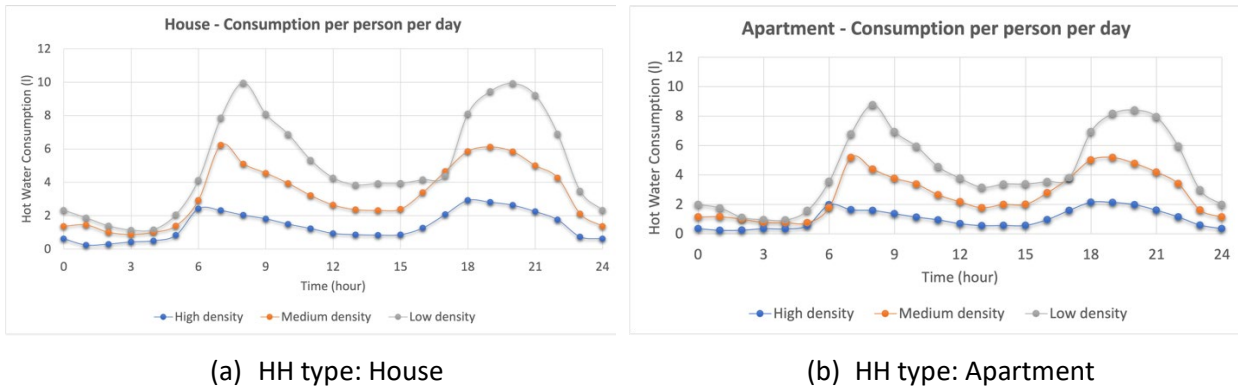 House - Consumption per person per day
Hot Water Consumption (l)
12
10
8
6
4
2
0
0 3 6 9 12 15 18 21 24
Time (hour)
High density Medium density Low density
(a) HH type: House
Apartment - Consumption per person per day
Hot Water Consumption (l)
12
10
8
6
4
2
0
0 3 6 9 12 15 18 21 24
Time (hour)
High density Medium density Low density
(b) HH type: Apartment